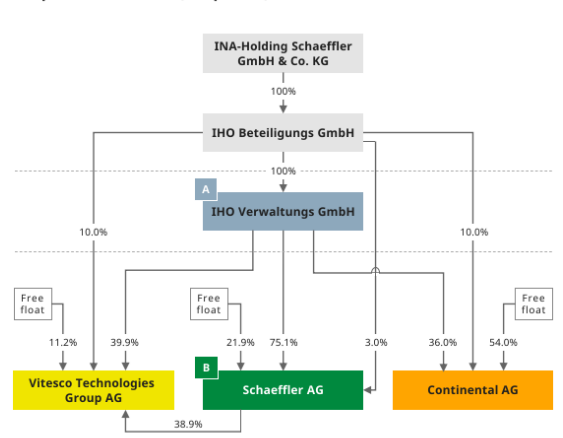 INA-Holding Schaeffler
GmbH & Co. KG
100%
IHO Beteiligungs GmbH
100%
A
IHO Verwaltungs GmbH
10.0%
10.0%
Free
float
Free
float
Free
float
11.2%
39.9%
21.9%
75.1%
3.0%
36.0%
54.0%
B
Vitesco Technologies
Group AG
Schaeffler AG
Continental AG
38.9%